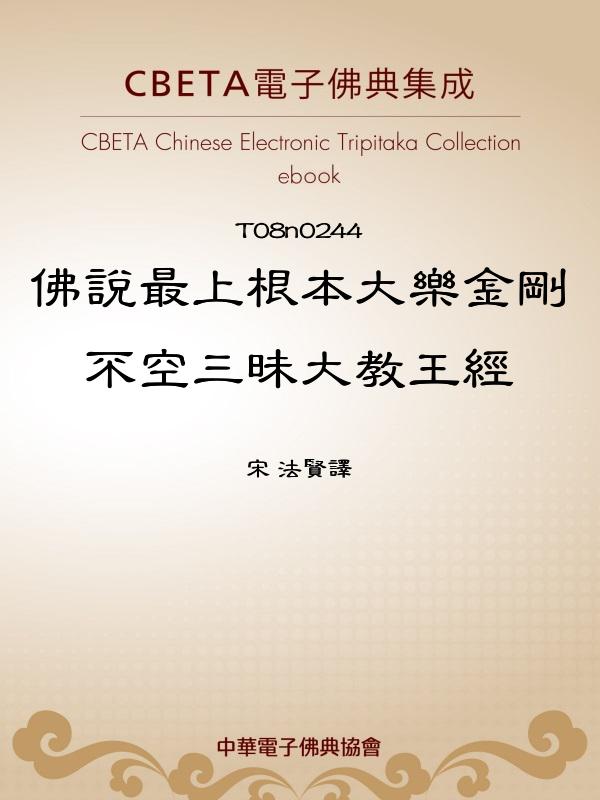 CBETA電子佛典集成
CBETA Chinese Electronic Tripitaka Collection
ebook
T08n0244
佛說最上根本大樂金剛
不空三昧大教王經
宋 法賢譯
中華電子佛典協會